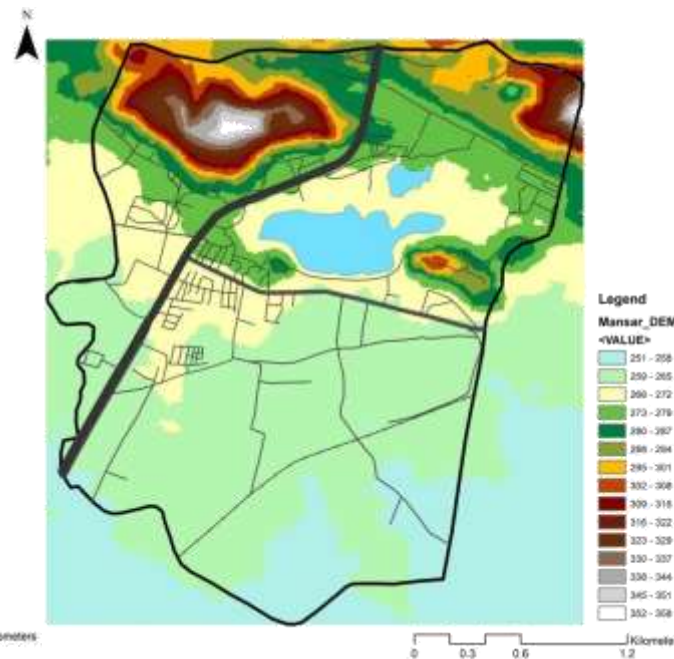 N
Legend
Mansar_DEM
<VALUE>
251 - 258
259 - 265
266 - 272
273 - 279
280 - 287
288 - 294
295 - 301
302 - 308
309 - 315
316 - 322
323 - 329
330 - 337
338 - 344
345 - 351
352 - 358
ometers
Kilomete
0 0.3 0.6 1.2